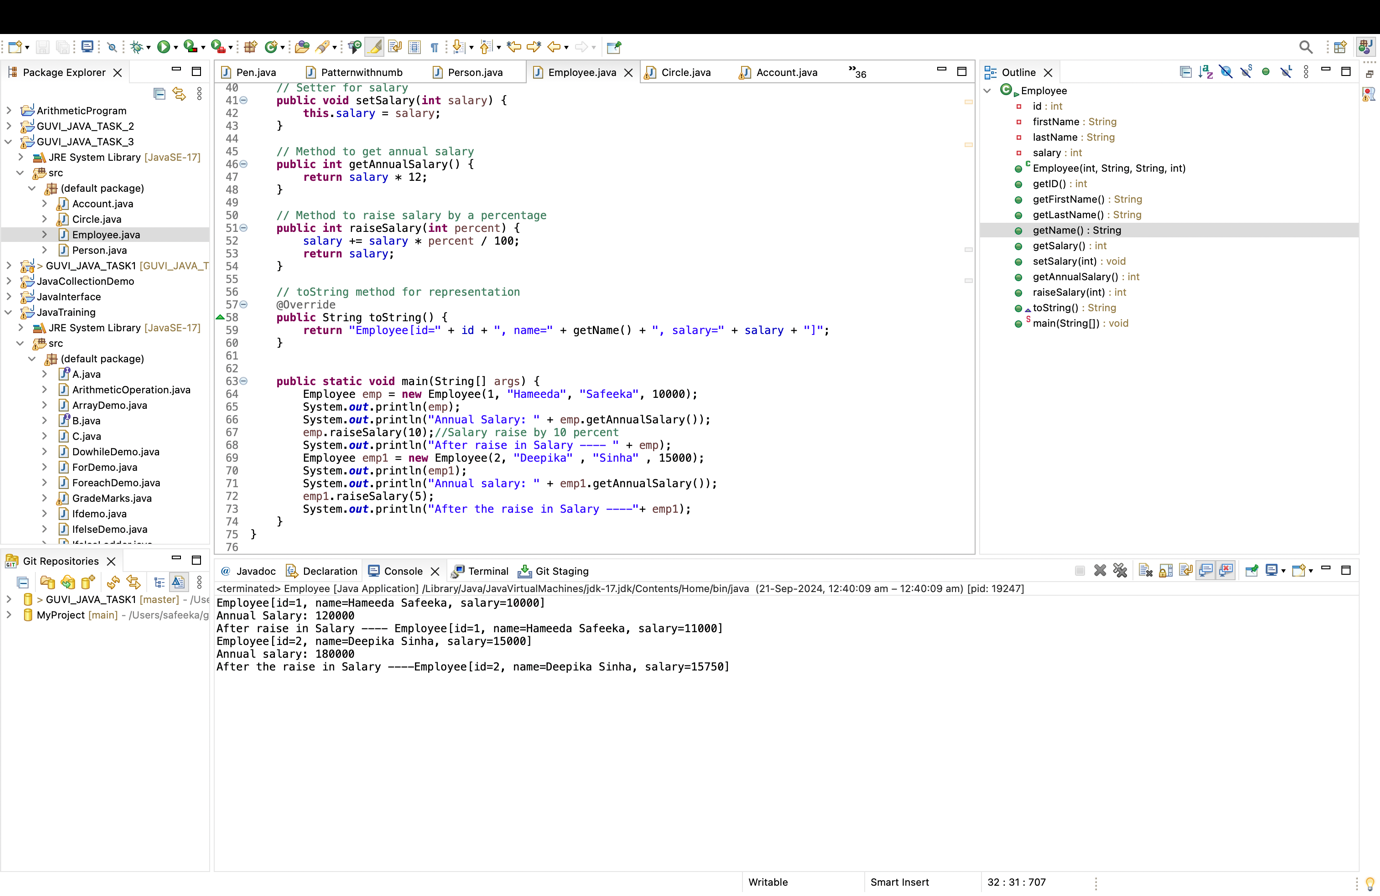 Package Explorer
ArithmeticProgram
GUVI_JAVA_TASK_2
GUVI_JAVA_TASK_3
JRE System Library [JavaSE-17]
src
(default package)
Account.java
Circle.java
Employee.java
Person.java
> GUVI_JAVA_TASK1 [GUVI_JAVA_T
JavaCollectionDemo
JavaInterface
JavaTraining
JRE System Library [JavaSE-17]
src
(default package)
A.java
ArithmeticOperation.java
ArrayDemo.java
B.java
C.java
DowhileDemo.java
ForDemo.java
ForeachDemo.java
GradeMarks.java
Ifdemo.java
IfelseDemo.java
Git Repositories
> GUVI_JAVA_TASK1 [master] - /Use
MyProject [main] - /Users/safeeka/g
Pen.java Patternwithnumb Person.java Employee.java Circle.java Account.java »36
40 // Setter for salary
41 public void setSalary(int salary) {
42 this.salary = salary;
43 }
44
45 // Method to get annual salary
46 public int getAnnualSalary() {
47 return salary * 12;
48 }
49
50 // Method to raise salary by a percentage
51 public int raiseSalary(int percent) {
52 salary += salary * percent / 100;
53 return salary;
54 }
55
56 // toString method for representation
57 @Override
58 public String toString() {
59 return "Employee[id=" + id + ", name=" + getName() + ", salary=" + salary + "]";
60 }
61
62
63 public static void main(String[] args) {
64 Employee emp = new Employee(1, "Hameeda", "Safeeka", 10000);
65 System.out.println(emp);
66 System.out.println("Annual Salary: " + emp.getAnnualSalary());
67 emp.raiseSalary(10);//Salary raise by 10 percent
68 System.out.println("After raise in Salary ---- " + emp);
69 Employee emp1 = new Employee(2, "Deepika" , "Sinha" , 15000);
70 System.out.println(emp1);
71 System.out.println("Annual salary: " + emp1.getAnnualSalary());
72 emp1.raiseSalary(5);
73 System.out.println("After the raise in Salary ----"+ emp1);
74 }
75 }
76
Outline
Employee
id : int
firstName : String
lastName : String
salary : int
Employee(int, String, String, int)
getID() : int
getFirstName() : String
getLastName() : String
getName() : String
getSalary() : int
setSalary(int) : void
getAnnualSalary() : int
raiseSalary(int) : int
toString() : String
main(String[]) : void
@ Javadoc Declaration Console Terminal Git Staging
<terminated> Employee [Java Application] /Library/Java/JavaVirtualMachines/jdk-17.jdk/Contents/Home/bin/java (21-Sep-2024, 12:40:09 am – 12:40:09 am) [pid: 19247]
Employee[id=1, name=Hameeda Safeeka, salary=10000]
Annual Salary: 120000
After raise in Salary ---- Employee[id=1, name=Hameeda Safeeka, salary=11000]
Employee[id=2, name=Deepika Sinha, salary=15000]
Annual salary: 180000
After the raise in Salary ----Employee[id=2, name=Deepika Sinha, salary=15750]
Writable Smart Insert 32 : 31 : 707